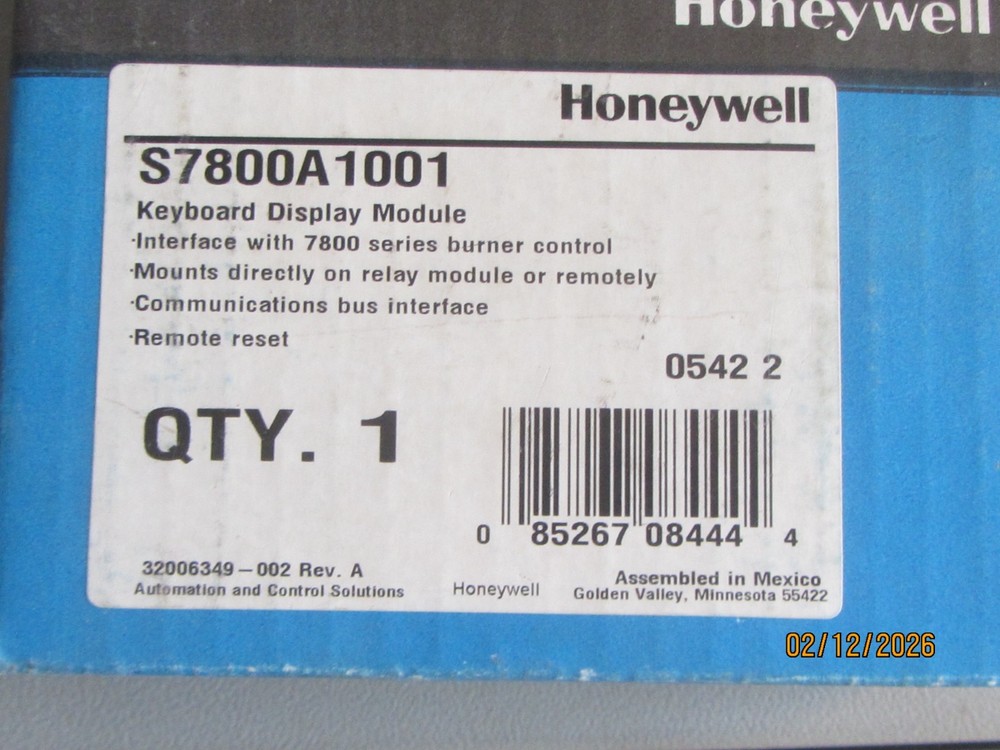 Honeywell
Honeywell
S7800A1001
Keyboard Display Module
·Interface with 7800 series burner control
·Mounts directly on relay module or remotely
·Communications bus interface
·Remote reset
0542 2
QTY. 1
0 85267 08444 4
32006349-002 Rev. A
Automation and Control Solutions
Honeywell
Assembled in Mexico
Golden Valley, Minnesota 55422
02/12/2026